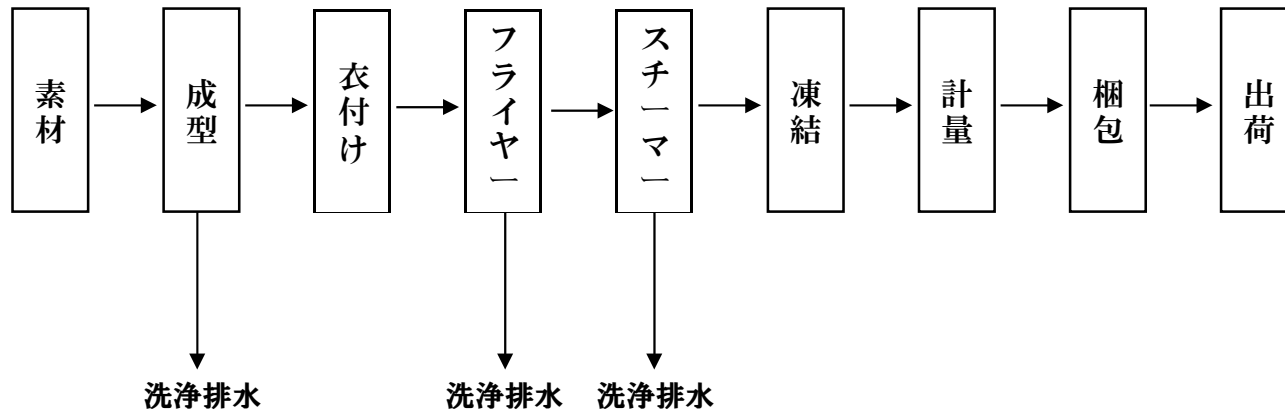 素材
成型
衣付け
フライヤー
スチーマー
凍結
計量
梱包
出荷
洗浄排水
洗浄排水
洗浄排水